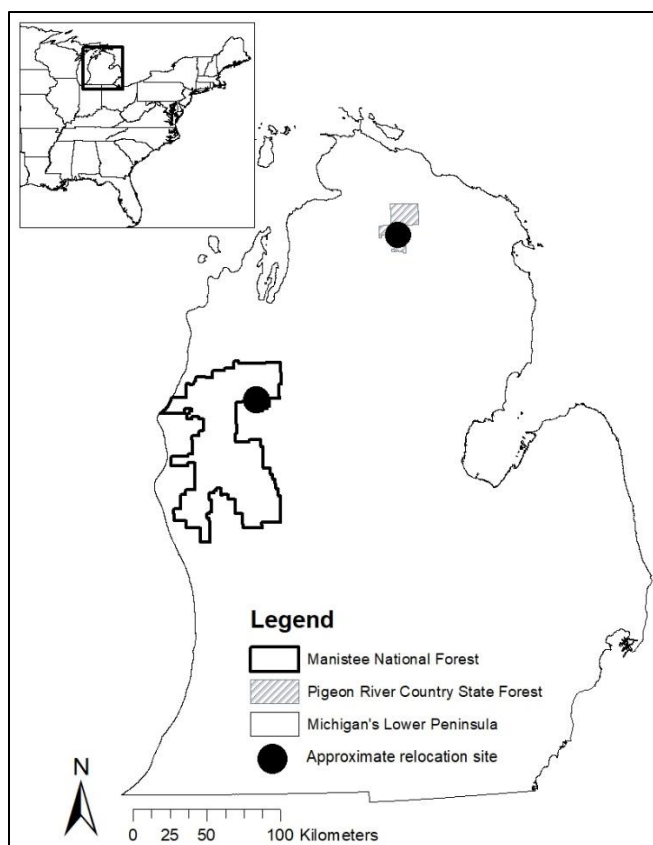 Legend
Manistee National Forest
Pigeon River Country State Forest
Michigan's Lower Peninsula
Approximate relocation site
N
0 25 50 100 Kilometers